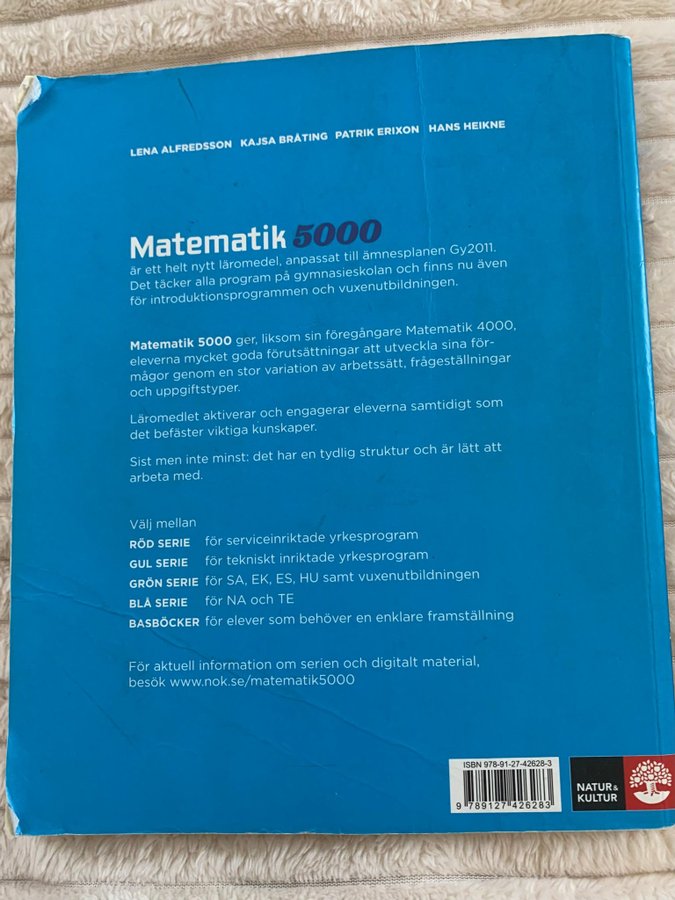 LENA ALFREDSSON KAJSA BRÅTING PATRIK ERIXON HANS HEIKNE
Matematik 5000
är ett helt nytt läromedel, anpassat till ämnesplanen Gy2011.
Det täcker alla program på gymnasieskolan och finns nu även
för introduktionsprogrammen och vuxenutbildningen.
Matematik 5000 ger, liksom sin föregångare Matematik 4000,
eleverna mycket goda förutsättningar att utveckla sina för-
mågor genom en stor variation av arbetssätt, frågeställningar
och uppgiftstyper.
Läromedlet aktiverar och engagerar eleverna samtidigt som
det befäster viktiga kunskaper.
Sist men inte minst: det har en tydlig struktur och är lätt att
arbeta med.
Välj mellan
RÖD SERIE för serviceinriktade yrkesprogram
GUL SERIE för tekniskt inriktade yrkesprogram
GRÖN SERIE för SA, EK, ES, HU samt vuxenutbildningen
BLÅ SERIE för NA och TE
BASBÖCKER för elever som behöver en enklare framställning
För aktuell information om serien och digitalt material,
besök www.nok.se/matematik5000
ISBN 978-91-27-42628-3
9 789127 426283
NATUR &
KULTUR